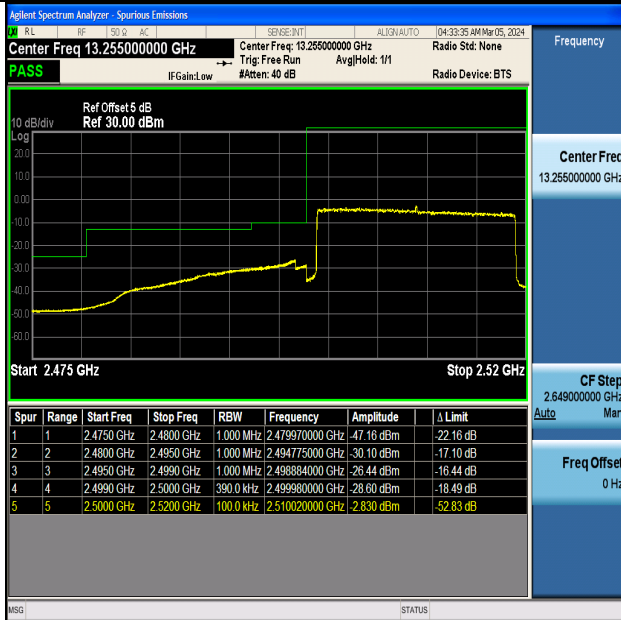 Agilent Spectrum Analyzer - Spurious Emissions
LXI RL RF 50 Ω AC SENSE:INT ALIGN AUTO 04:33:35 AM Mar 05, 2024
Center Freq 13.255000000 GHz
Center Freq: 13.255000000 GHz
Radio Std: None
Trig: Free Run Avg|Hold: 1/1
PASS
IFGain:Low
#Atten: 40 dB
Radio Device: BTS
Ref Offset 5 dB
10 dB/div Ref 30.00 dBm
Log
20.0
10.0
0.00
-10.0
-20.0
-30.0
-40.0
-50.0
-60.0
Start 2.475 GHz Stop 2.52 GHz
Spur Range Start Freq Stop Freq RBW Frequency Amplitude Δ Limit
1 1 2.4750 GHz 2.4800 GHz 1.000 MHz 2.479970000 GHz -47.16 dBm -22.16 dB
2 2 2.4800 GHz 2.4950 GHz 1.000 MHz 2.494775000 GHz -30.10 dBm -17.10 dB
3 3 2.4950 GHz 2.4990 GHz 1.000 MHz 2.498884000 GHz -26.44 dBm -16.44 dB
4 4 2.4990 GHz 2.5000 GHz 390.0 kHz 2.499980000 GHz -28.60 dBm -18.49 dB
5 5 2.5000 GHz 2.5200 GHz 100.0 kHz 2.510020000 GHz -2.830 dBm -52.83 dB
Frequency
Center Freq
13.255000000 GHz
CF Step
2.649000000 GHz
Auto Man
Freq Offset
0 Hz
MSG STATUS